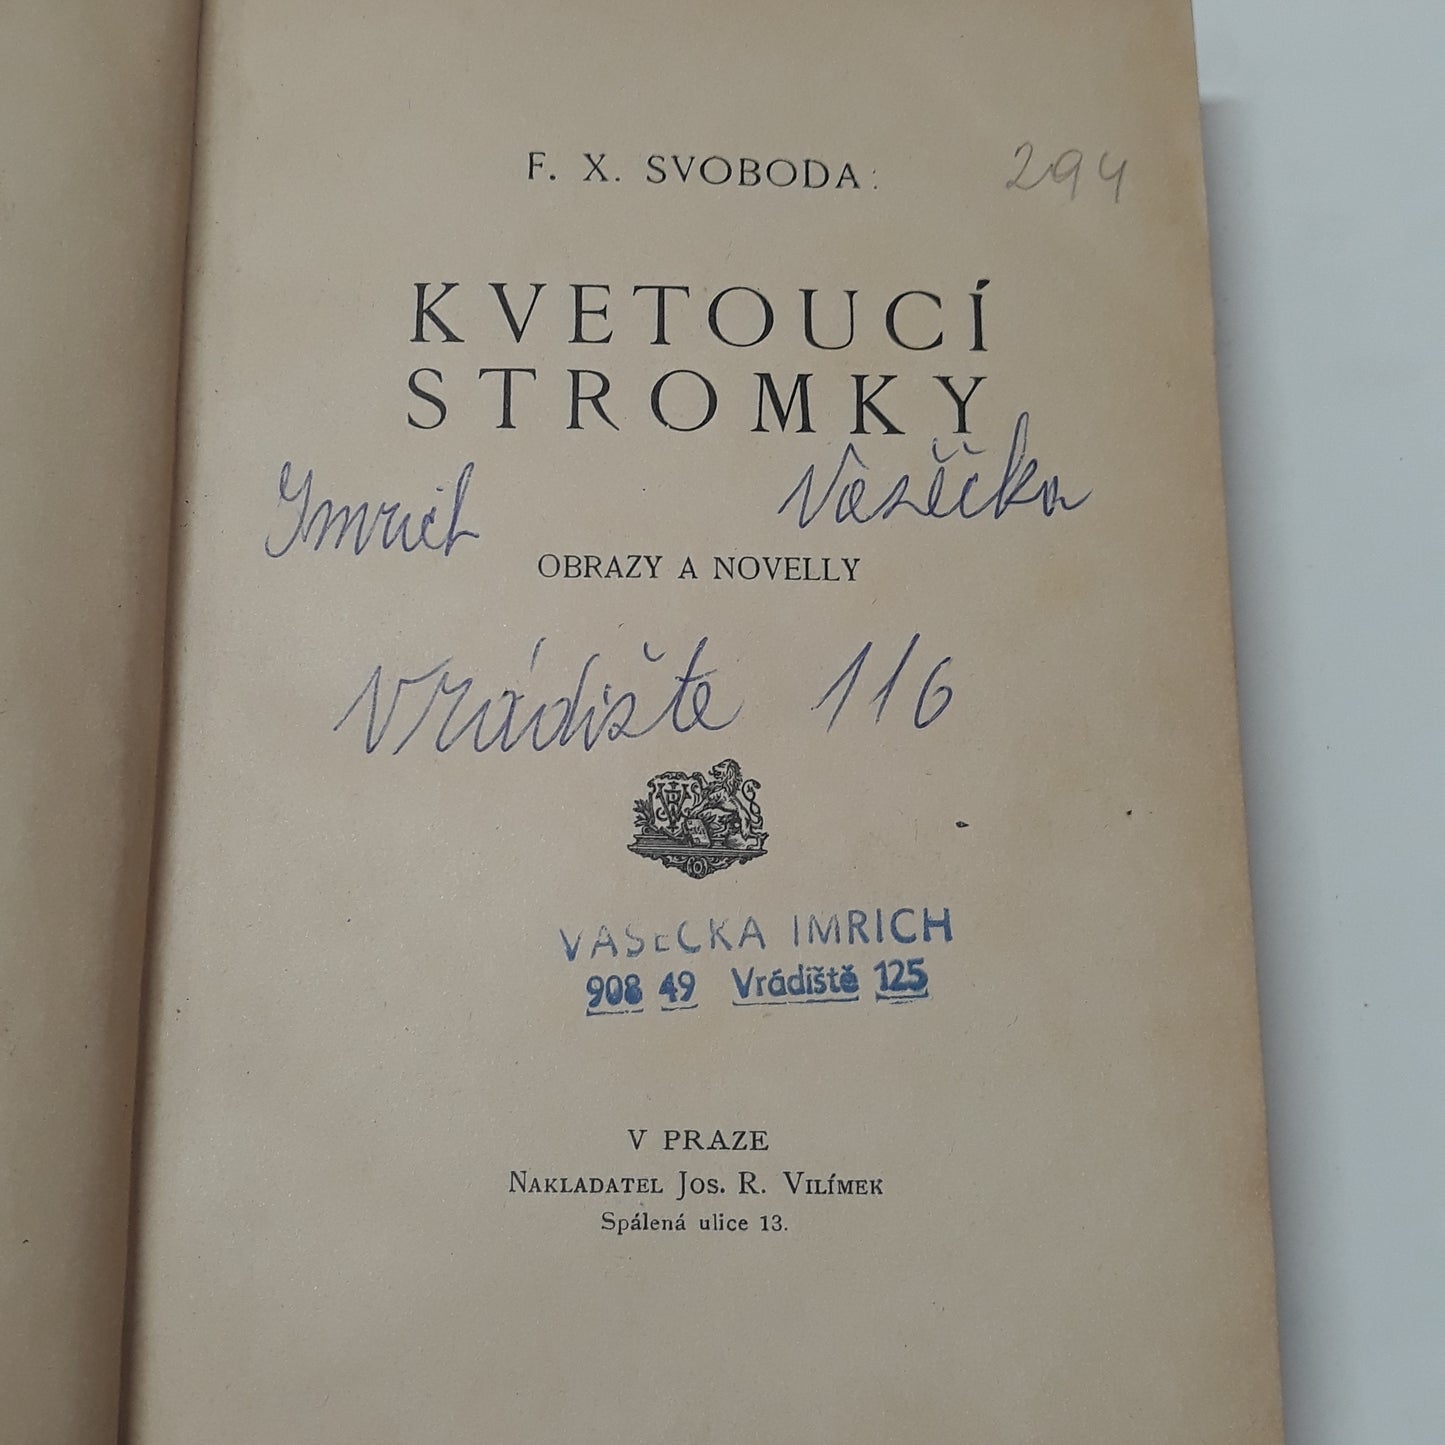 F. X. SVOBODA:
294
KVETOUCÍ
STROMKY
Imrich Vaséčka
OBRAZY A NOVELLY
Vrádište 116
VASECKA IMRICH
908 49 Vrádiště 125
V PRAZE
NAKLADATEL JOS. R. VILÍMEK
Spálená ulice 13.